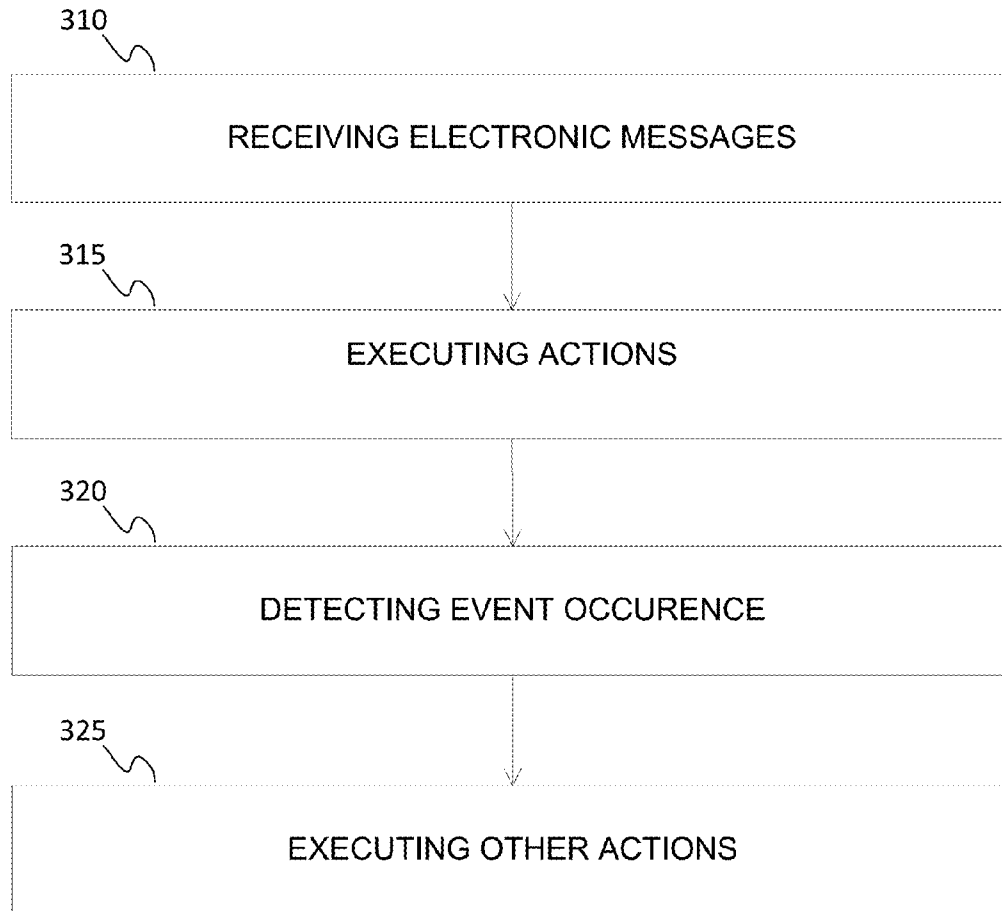 310
RECEIVING ELECTRONIC MESSAGES
315
EXECUTING ACTIONS
320
DETECTING EVENT OCCURENCE
325
EXECUTING OTHER ACTIONS